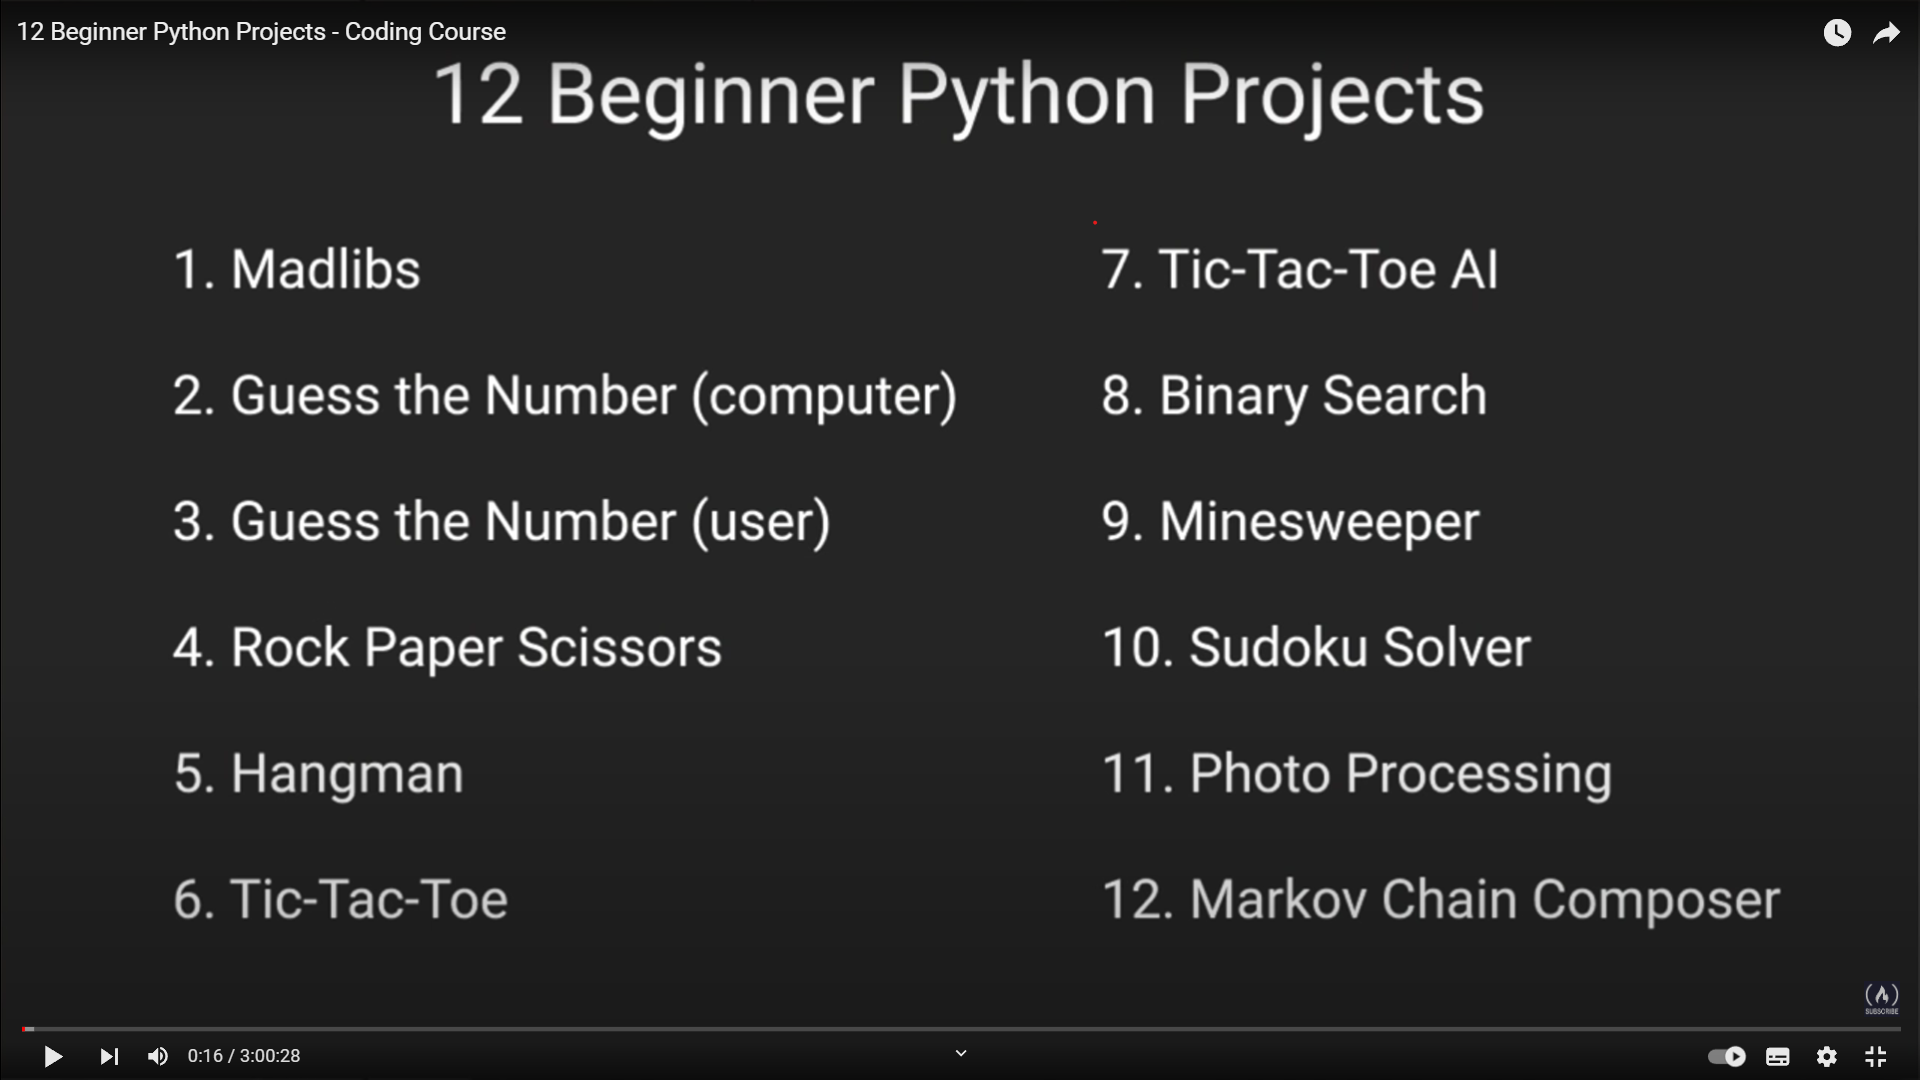 12 Beginner Python Projects - Coding Course
12 Beginner Python Projects
1. Madlibs
2. Guess the Number (computer)
3. Guess the Number (user)
4. Rock Paper Scissors
5. Hangman
6. Tic-Tac-Toe
7. Tic-Tac-Toe AI
8. Binary Search
9. Minesweeper
10. Sudoku Solver
11. Photo Processing
12. Markov Chain Composer
SUBSCRIBE
0:16 / 3:00:28